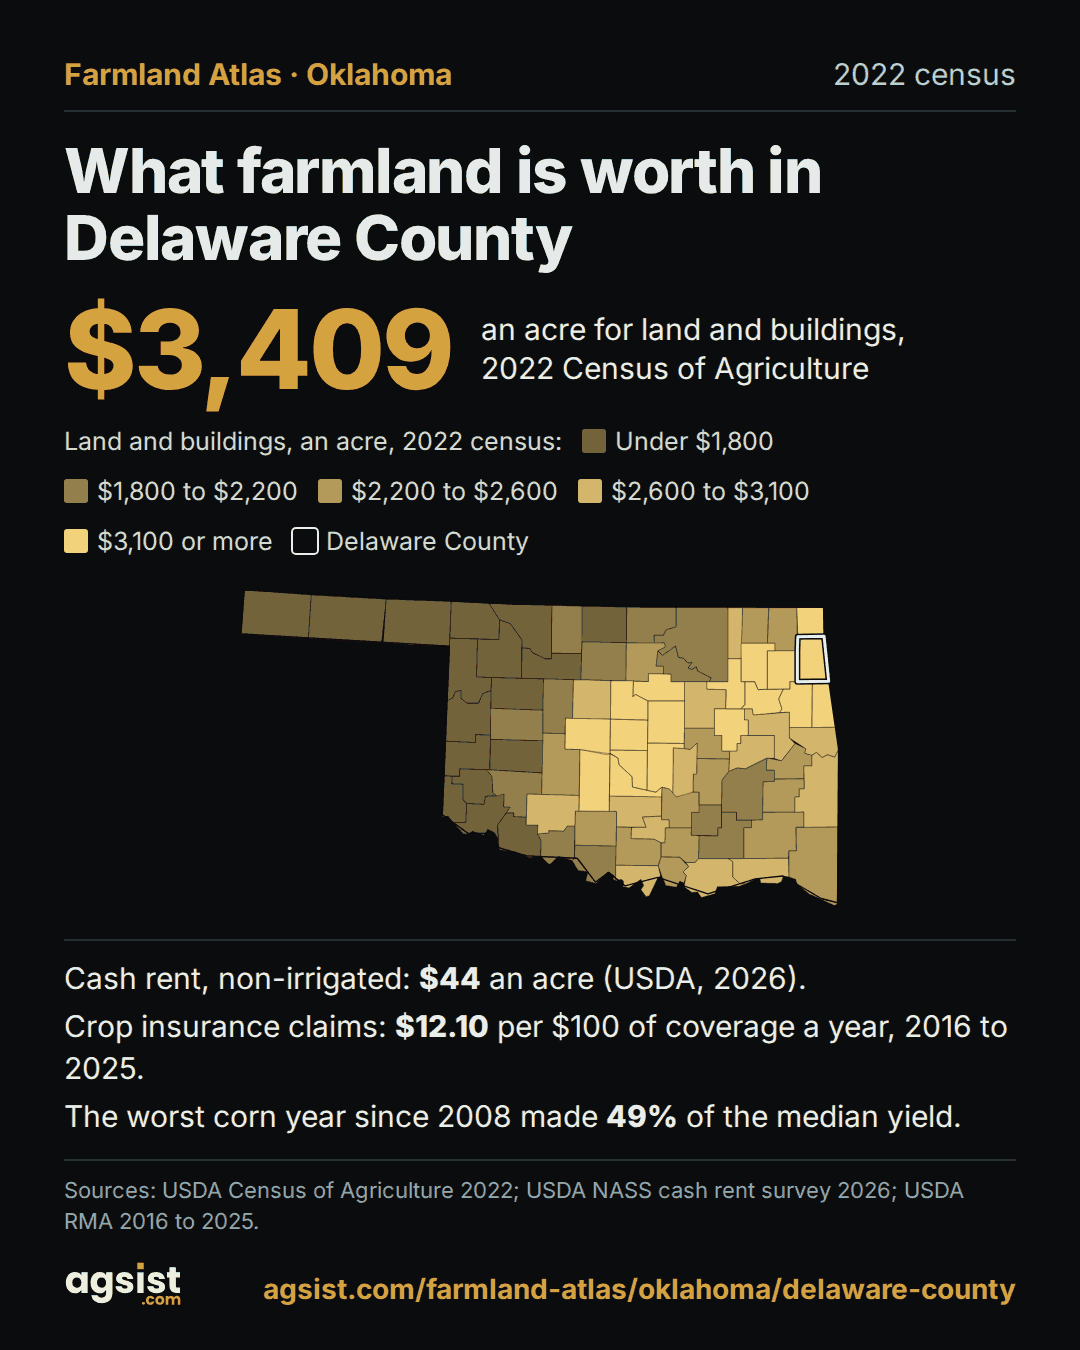 Farmland Atlas · Oklahoma
2022 census
What farmland is worth in
Delaware County
$3,409
an acre for land and buildings,
2022 Census of Agriculture
Land and buildings, an acre, 2022 census: Under $1,800
$1,800 to $2,200 $2,200 to $2,600 $2,600 to $3,100
$3,100 or more Delaware County
Cash rent, non-irrigated: $44 an acre (USDA, 2026).
Crop insurance claims: $12.10 per $100 of coverage a year, 2016 to
2025.
The worst corn year since 2008 made 49% of the median yield.
Sources: USDA Census of Agriculture 2022; USDA NASS cash rent survey 2026; USDA
RMA 2016 to 2025.
agsist
.com
agsist.com/farmland-atlas/oklahoma/delaware-county